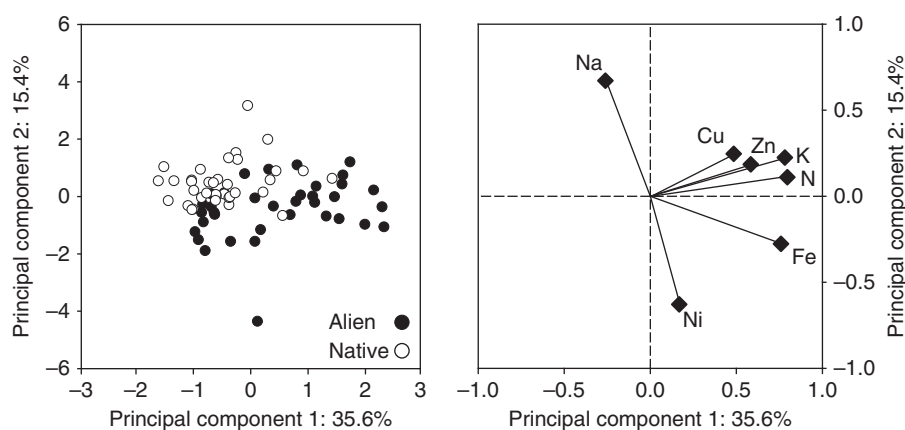 Principal component 2: 15.4%
6
4
2
0
−2
−4
−6
Alien
Native
−3
−2
−1
0
1
2
3
Principal component 1: 35.6%
Na
Cu
Zn
K
N
Fe
Ni
1.0
0.5
0.0
−0.5
−1.0
Principal component 2: 15.4%
−1.0
−0.5
0.0
0.5
1.0
Principal component 1: 35.6%